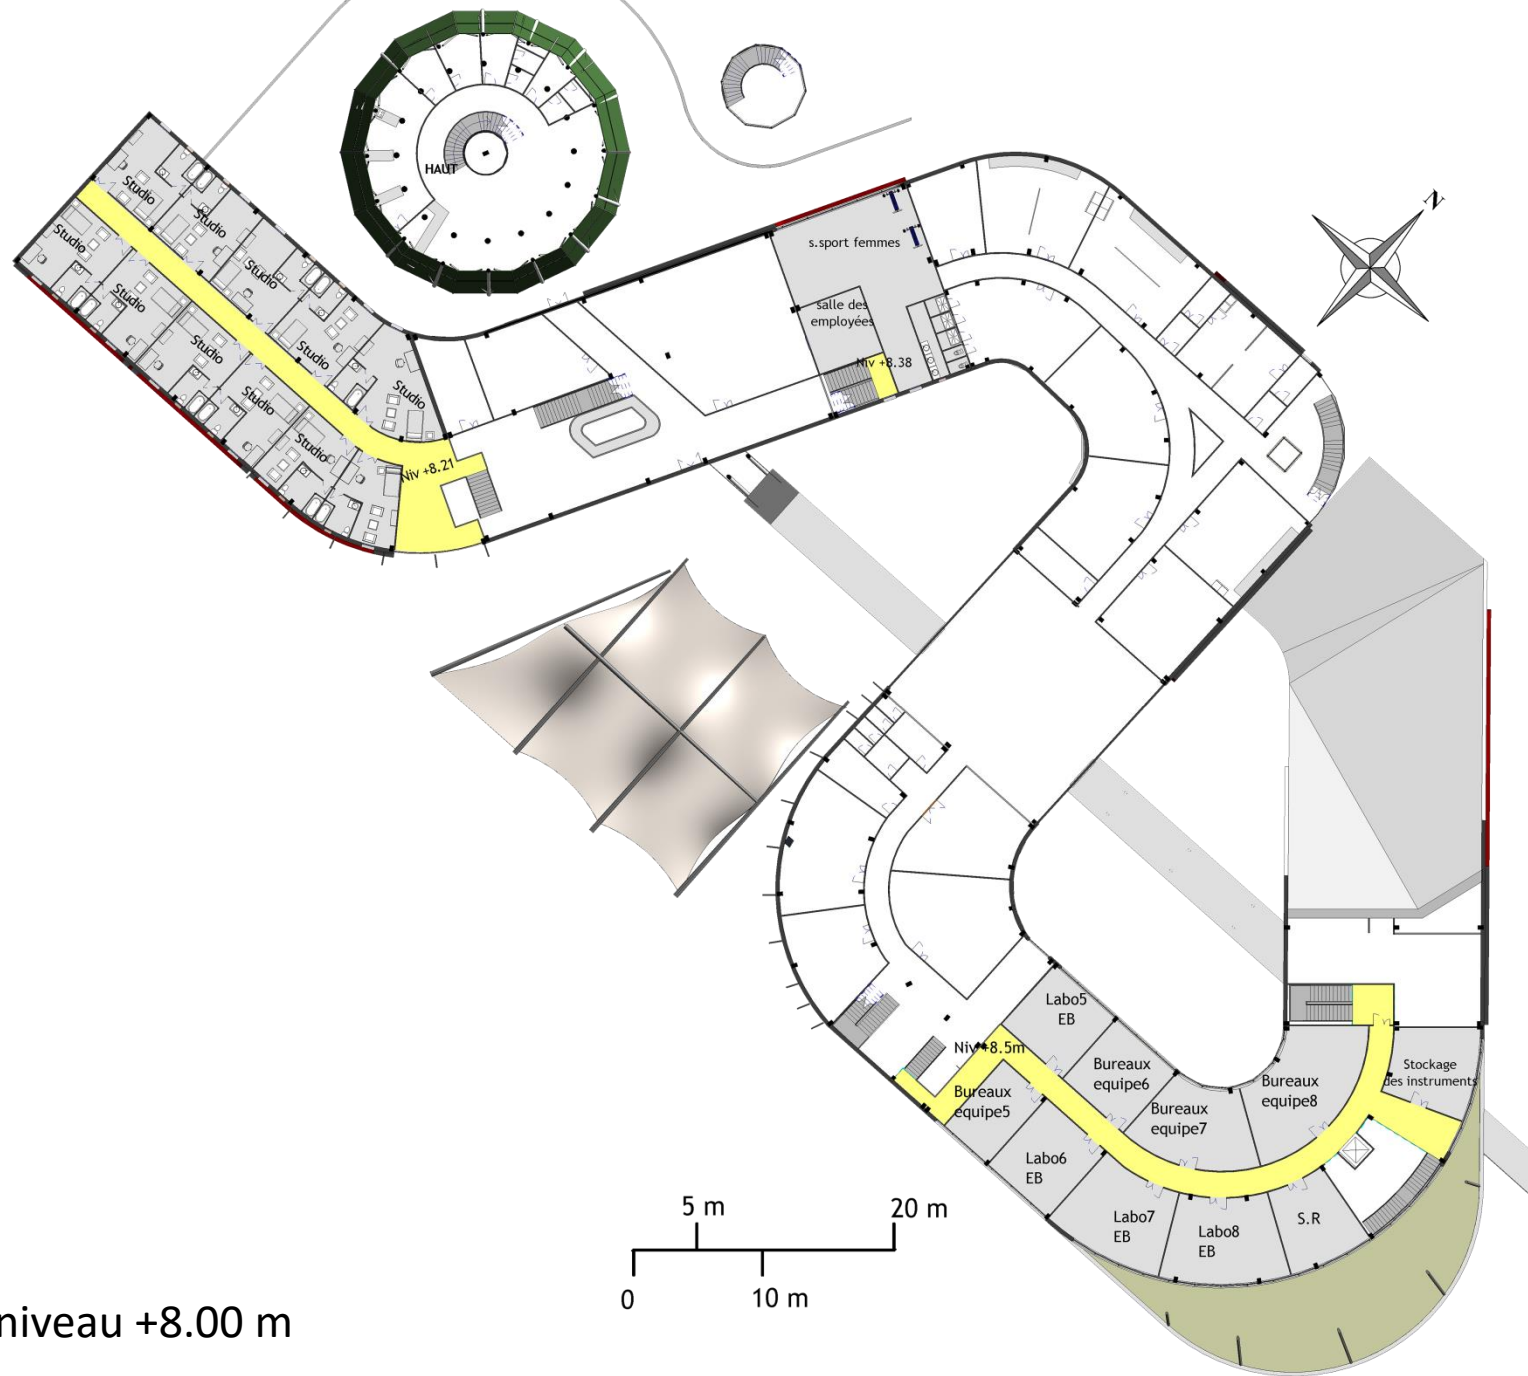 HAUT
N
Studio
Studio
Studio
Studio
Studio
Studio
Studio
Studio
Studio
Studio
s.sport femmes
salle des
employées
Niv +8.38
Niv +8.21
Niv +8.5m
Labo5
EB
Bureaux
equipe6
Bureaux
equipe5
Bureaux
equipe7
Bureaux
equipe8
Stockage
des instruments
Labo6
EB
Labo7
EB
Labo8
EB
S.R
5 m
20 m
0
10 m
niveau +8.00 m